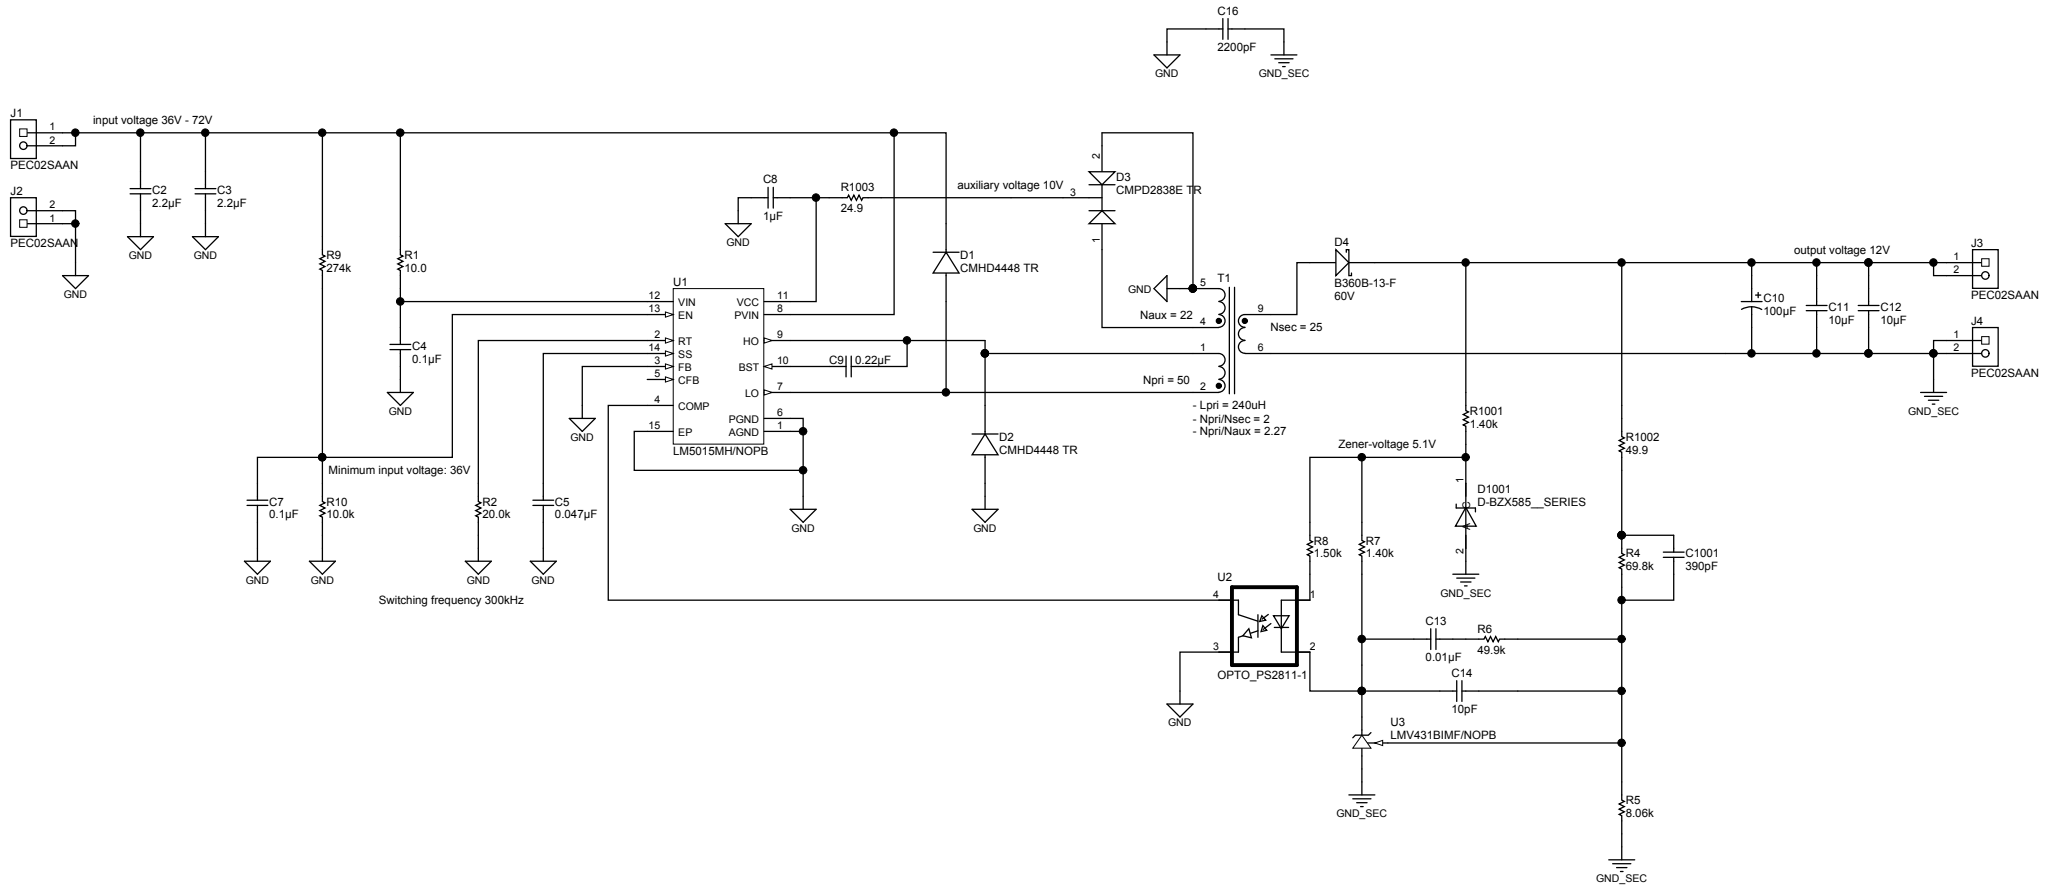 C16
2200pF
GND
GND_SEC
J1
1
2
PEC02SAAN
input voltage 36V - 72V
J2
2
1
PEC02SAAN
GND
C2
2.2µF
GND
C3
2.2µF
GND
R9
274k
R1
10.0
C4
0.1µF
GND
C8
1µF
GND
R1003
24.9
auxiliary voltage 10V
D3
CMPD2838E TR
2
3
1
D1
CMHD4448 TR
U1
12 VIN
13 EN
2 RT
14 SS
3 FB
5 CFB
4 COMP
15 EP
VCC 11
PVIN 8
HO 9
BST 10
LO 7
PGND 6
AGND 1
LM5015MH/NOPB
C9 0.22µF
GND
GND
D2
CMHD4448 TR
GND
GND
T1
5
4
1
2
9
6
Naux = 22
Nsec = 25
Npri = 50
- Lpri = 240uH
- Npri/Nsec = 2
- Npri/Naux = 2.27
D4
B360B-13-F
60V
output voltage 12V
C10
100µF
C11
10µF
C12
10µF
J3
1
2
PEC02SAAN
J4
1
2
PEC02SAAN
GND_SEC
Minimum input voltage: 36V
C7
0.1µF
GND
R10
10.0k
GND
R2
20.0k
GND
C5
0.047µF
GND
Switching frequency 300kHz
R1001
1.40k
R1002
49.9
Zener-voltage 5.1V
1
D1001
D-BZX585__SERIES
2
GND_SEC
R8
1.50k
R7
1.40k
R4
69.8k
C1001
390pF
U2
4
3
1
2
OPTO_PS2811-1
GND
C13
0.01µF
R6
49.9k
C14
10pF
U3
LMV431BIMF/NOPB
GND_SEC
R5
8.06k
GND_SEC